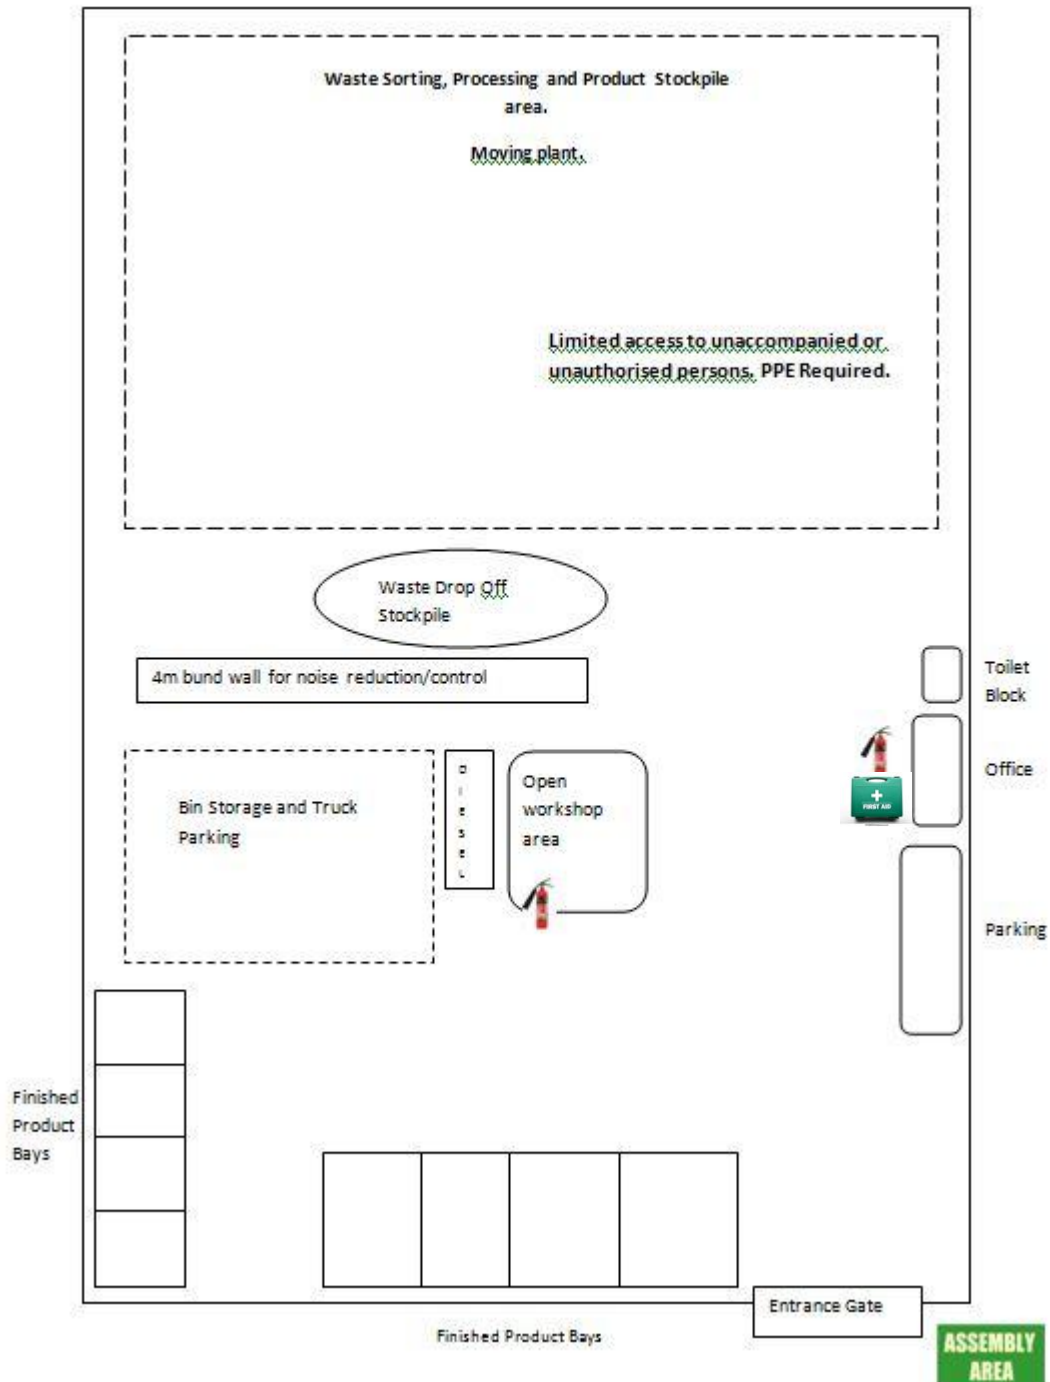 Waste Sorting, Processing and Product Stockpile
area.
Moving plant.
Limited access to unaccompanied or
unauthorised persons. PPE Required.
Waste Drop Off
Stockpile
4m bund wall for noise reduction/control
Toilet
Block
Office
FIRST AID
Bin Storage and Truck
Parking
D
I
e
s
e
L
Open
workshop
area
Parking
Finished
Product
Bays
Entrance Gate
Finished Product Bays
ASSEMBLY
AREA